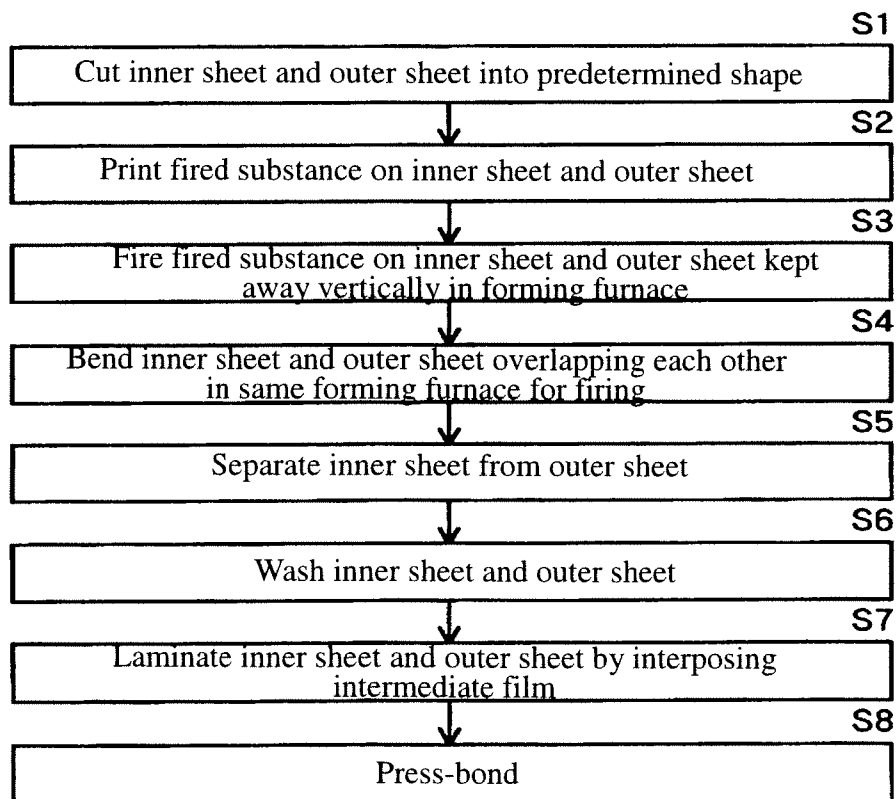 S1
Cut inner sheet and outer sheet into predetermined shape
S2
Print fired substance on inner sheet and outer sheet
S3
Fire fired substance on inner sheet and outer sheet kept
away vertically in forming furnace
S4
Bend inner sheet and outer sheet overlapping each other
in same forming furnace for firing
S5
Separate inner sheet from outer sheet
S6
Wash inner sheet and outer sheet
S7
Laminate inner sheet and outer sheet by interposing
intermediate film
S8
Press-bond